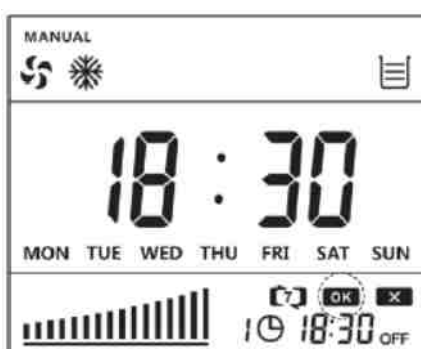 MANUAL
18:30
MON TUE WED THU FRI SAT SUN
7 OK X
1 18:30 OFF